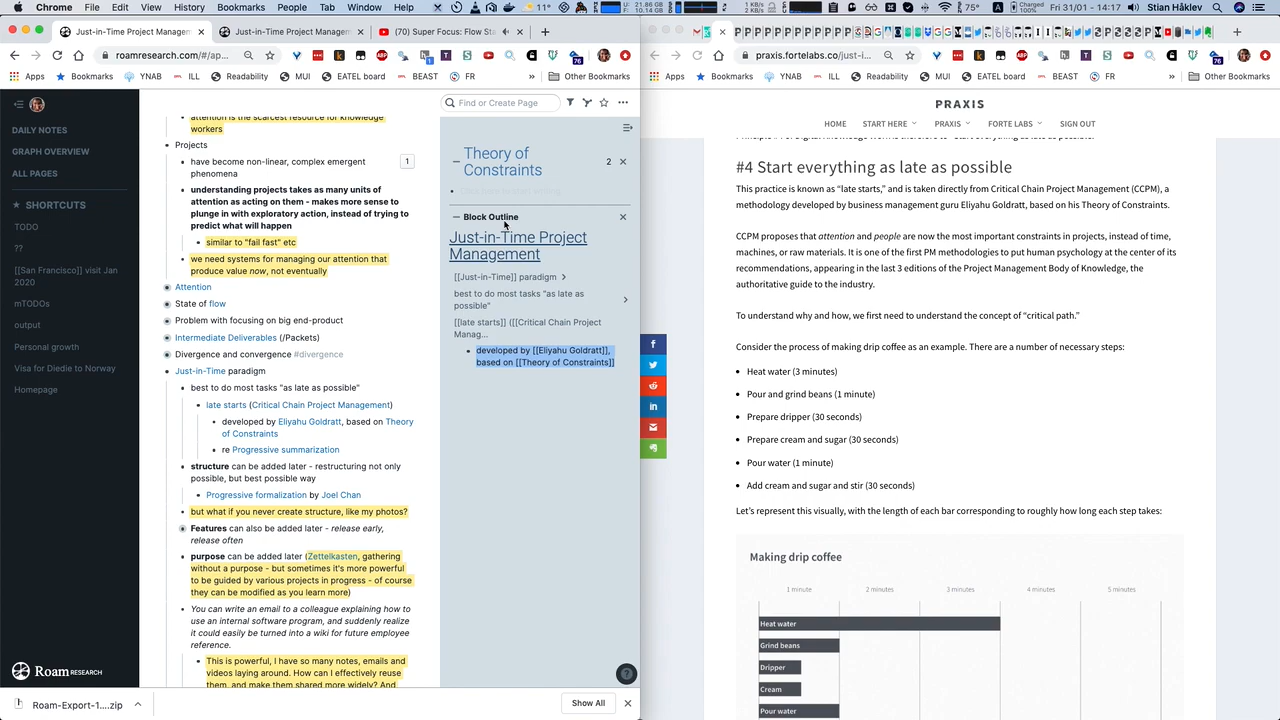 Chrome File Edit View History Bookmarks People Tab Window Help
11°
U: 21.86 GB
F: 10.14 GB
1 KB/s
2 KB/s
75°
Charged
100%
Fri 31/01 - 14:17
Just-in-Time Project Managem
Just-in-Time Project Managem
(70) Super Focus: Flow Sta
roamresearch.com/#/ap...
praxis.fortelabs.co/just-i...
Apps Bookmarks YNAB ILL Readability MUI EATEL board BEAST FR » Other Bookmarks
Apps Bookmarks YNAB ILL Readability MUI EATEL board BEAST FR » Other Bookmarks
DAILY NOTES
GRAPH OVERVIEW
ALL PAGES
SHORTCUTS
TODO
??
[[San Francisco]] visit Jan
2020
mTODOs
output
Personal growth
Visa for Diedie to Norway
Homepage
Roam RESEARCH
Find or Create Page
attention is the scarcest resource for knowledge
workers
Projects
have become non-linear, complex emergent
phenomena
1
understanding projects takes as many units of
attention as acting on them - makes more sense to
plunge in with exploratory action, instead of trying to
predict what will happen
similar to "fail fast" etc
we need systems for managing our attention that
produce value now, not eventually
Attention
State of flow
Problem with focusing on big end-product
Intermediate Deliverables (/Packets)
Divergence and convergence #divergence
Just-in-Time paradigm
best to do most tasks "as late as possible"
late starts (Critical Chain Project Management)
developed by Eliyahu Goldratt, based on Theory
of Constraints
re Progressive summarization
structure can be added later - restructuring not only
possible, but best possible way
Progressive formalization by Joel Chan
but what if you never create structure, like my photos?
Features can also be added later - release early,
release often
purpose can be added later (Zettelkasten, gathering
without a purpose - but sometimes it's more powerful
to be guided by various projects in progress - of course
they can be modified as you learn more)
You can write an email to a colleague explaining how to
use an internal software program, and suddenly realize
it could easily be turned into a wiki for future employee
reference.
This is powerful, I have so many notes, emails and
videos laying around. How can I effectively reuse
them, and make them shared more widely? And
Theory of
Constraints
2
Block Outline
Just-in-Time Project
Management
[[Just-in-Time]] paradigm
best to do most tasks "as late as
possible"
[[late starts]] ([[Critical Chain Project
Manag...
developed by [[Eliyahu Goldratt]],
based on [[Theory of Constraints]]
Roam-Export-1....zip
Show All
PRAXIS
HOME START HERE PRAXIS FORTE LABS SIGN OUT
#4 Start everything as late as possible
This practice is known as “late starts,” and is taken directly from Critical Chain Project Management (CCPM), a
methodology developed by business management guru Eliyahu Goldratt, based on his Theory of Constraints.
CCPM proposes that attention and people are now the most important constraints in projects, instead of time,
machines, or raw materials. It is one of the first PM methodologies to put human psychology at the center of its
recommendations, appearing in the last 3 editions of the Project Management Body of Knowledge, the
authoritative guide to the industry.
To understand why and how, we first need to understand the concept of “critical path.”
Consider the process of making drip coffee as an example. There are a number of necessary steps:
Heat water (3 minutes)
Pour and grind beans (1 minute)
Prepare dripper (30 seconds)
Prepare cream and sugar (30 seconds)
Pour water (1 minute)
Add cream and sugar and stir (30 seconds)
Let’s represent this visually, with the length of each bar corresponding to roughly how long each step takes:
Making drip coffee
1 minute 2 minutes 3 minutes 4 minutes 5 minutes
Heat water
Grind beans
Dripper
Cream
Pour water